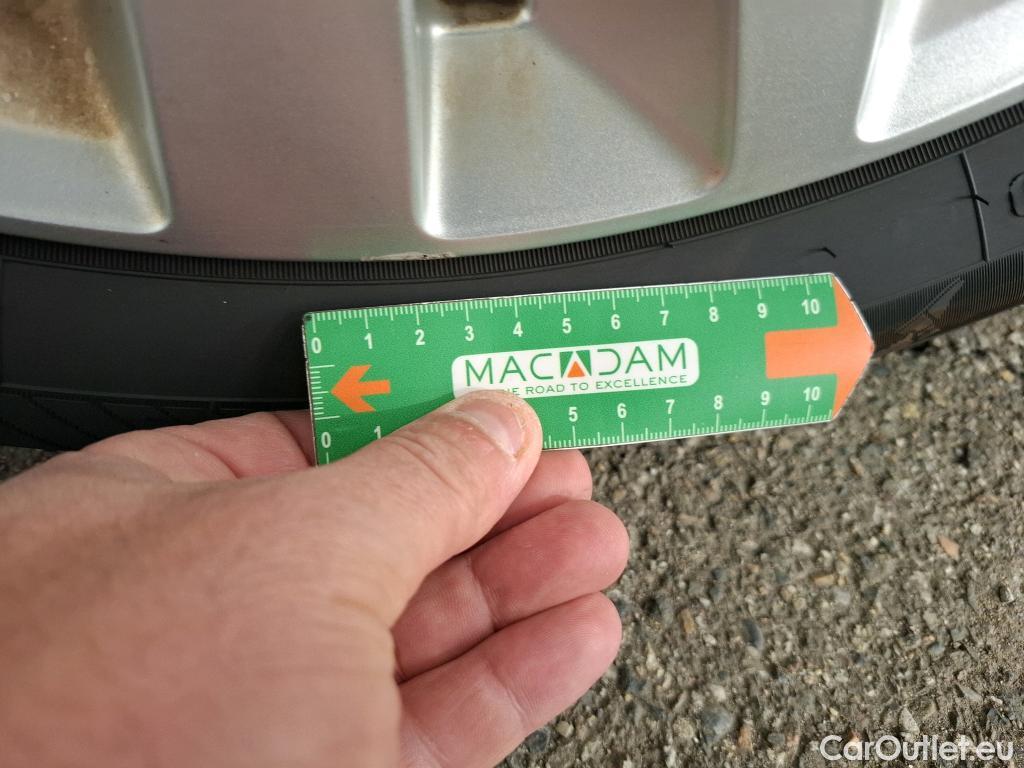 0 1 2 3 4 5 6 7 8 9 10
MACADAM
HE ROAD TO EXCELLENCE
0 1 5 6 7 8 9 10
CarOutlet.eu